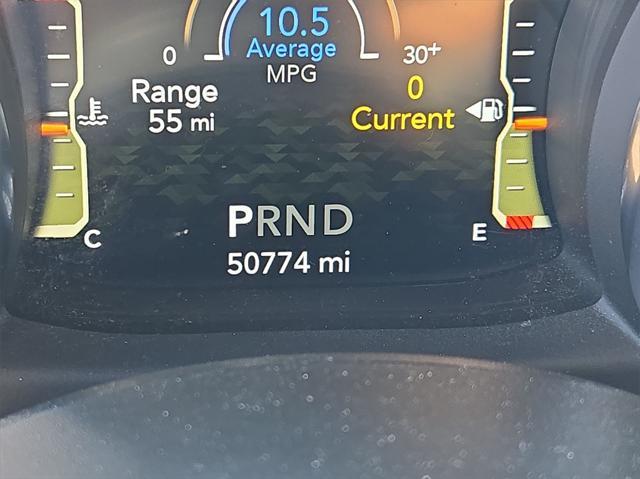 10.5
Average
MPG
0
30+
Range
55 mi
0
Current
PRND
C
E
50774 mi